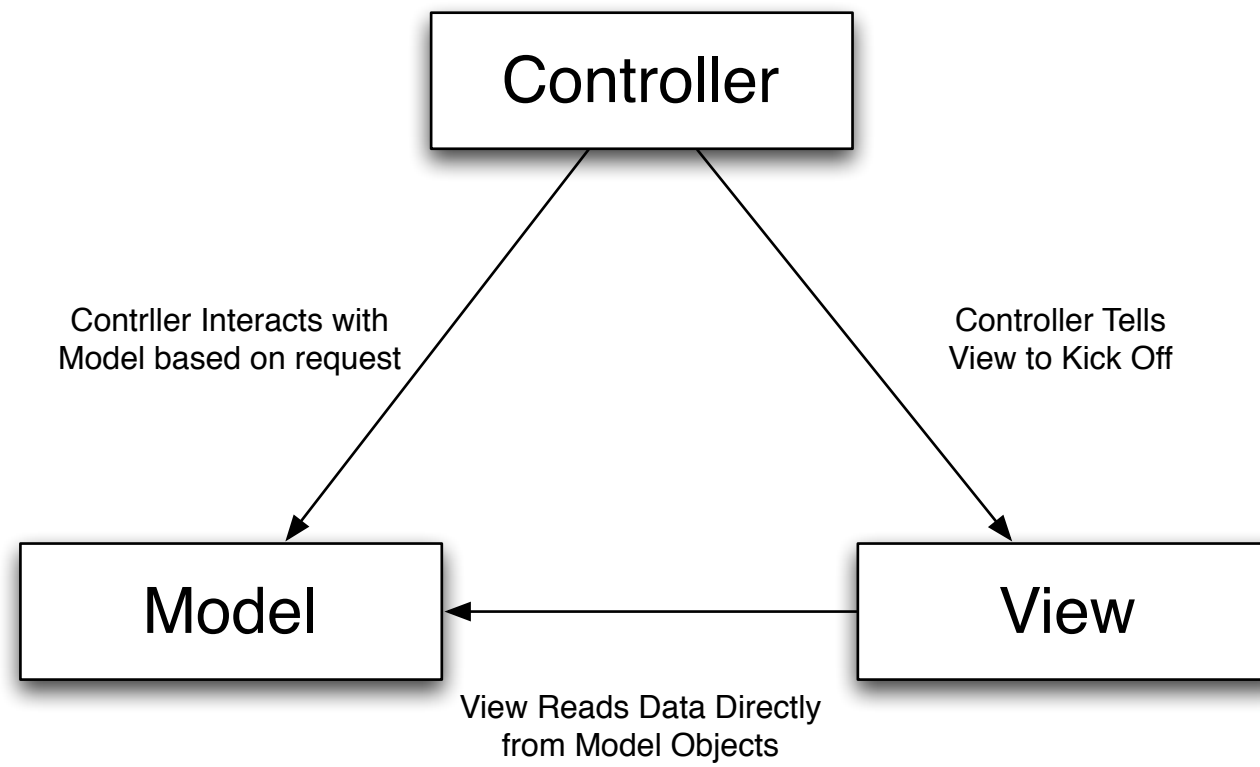 Controller
Contrller Interacts with
Model based on request
Controller Tells
View to Kick Off
Model
View
View Reads Data Directly
from Model Objects